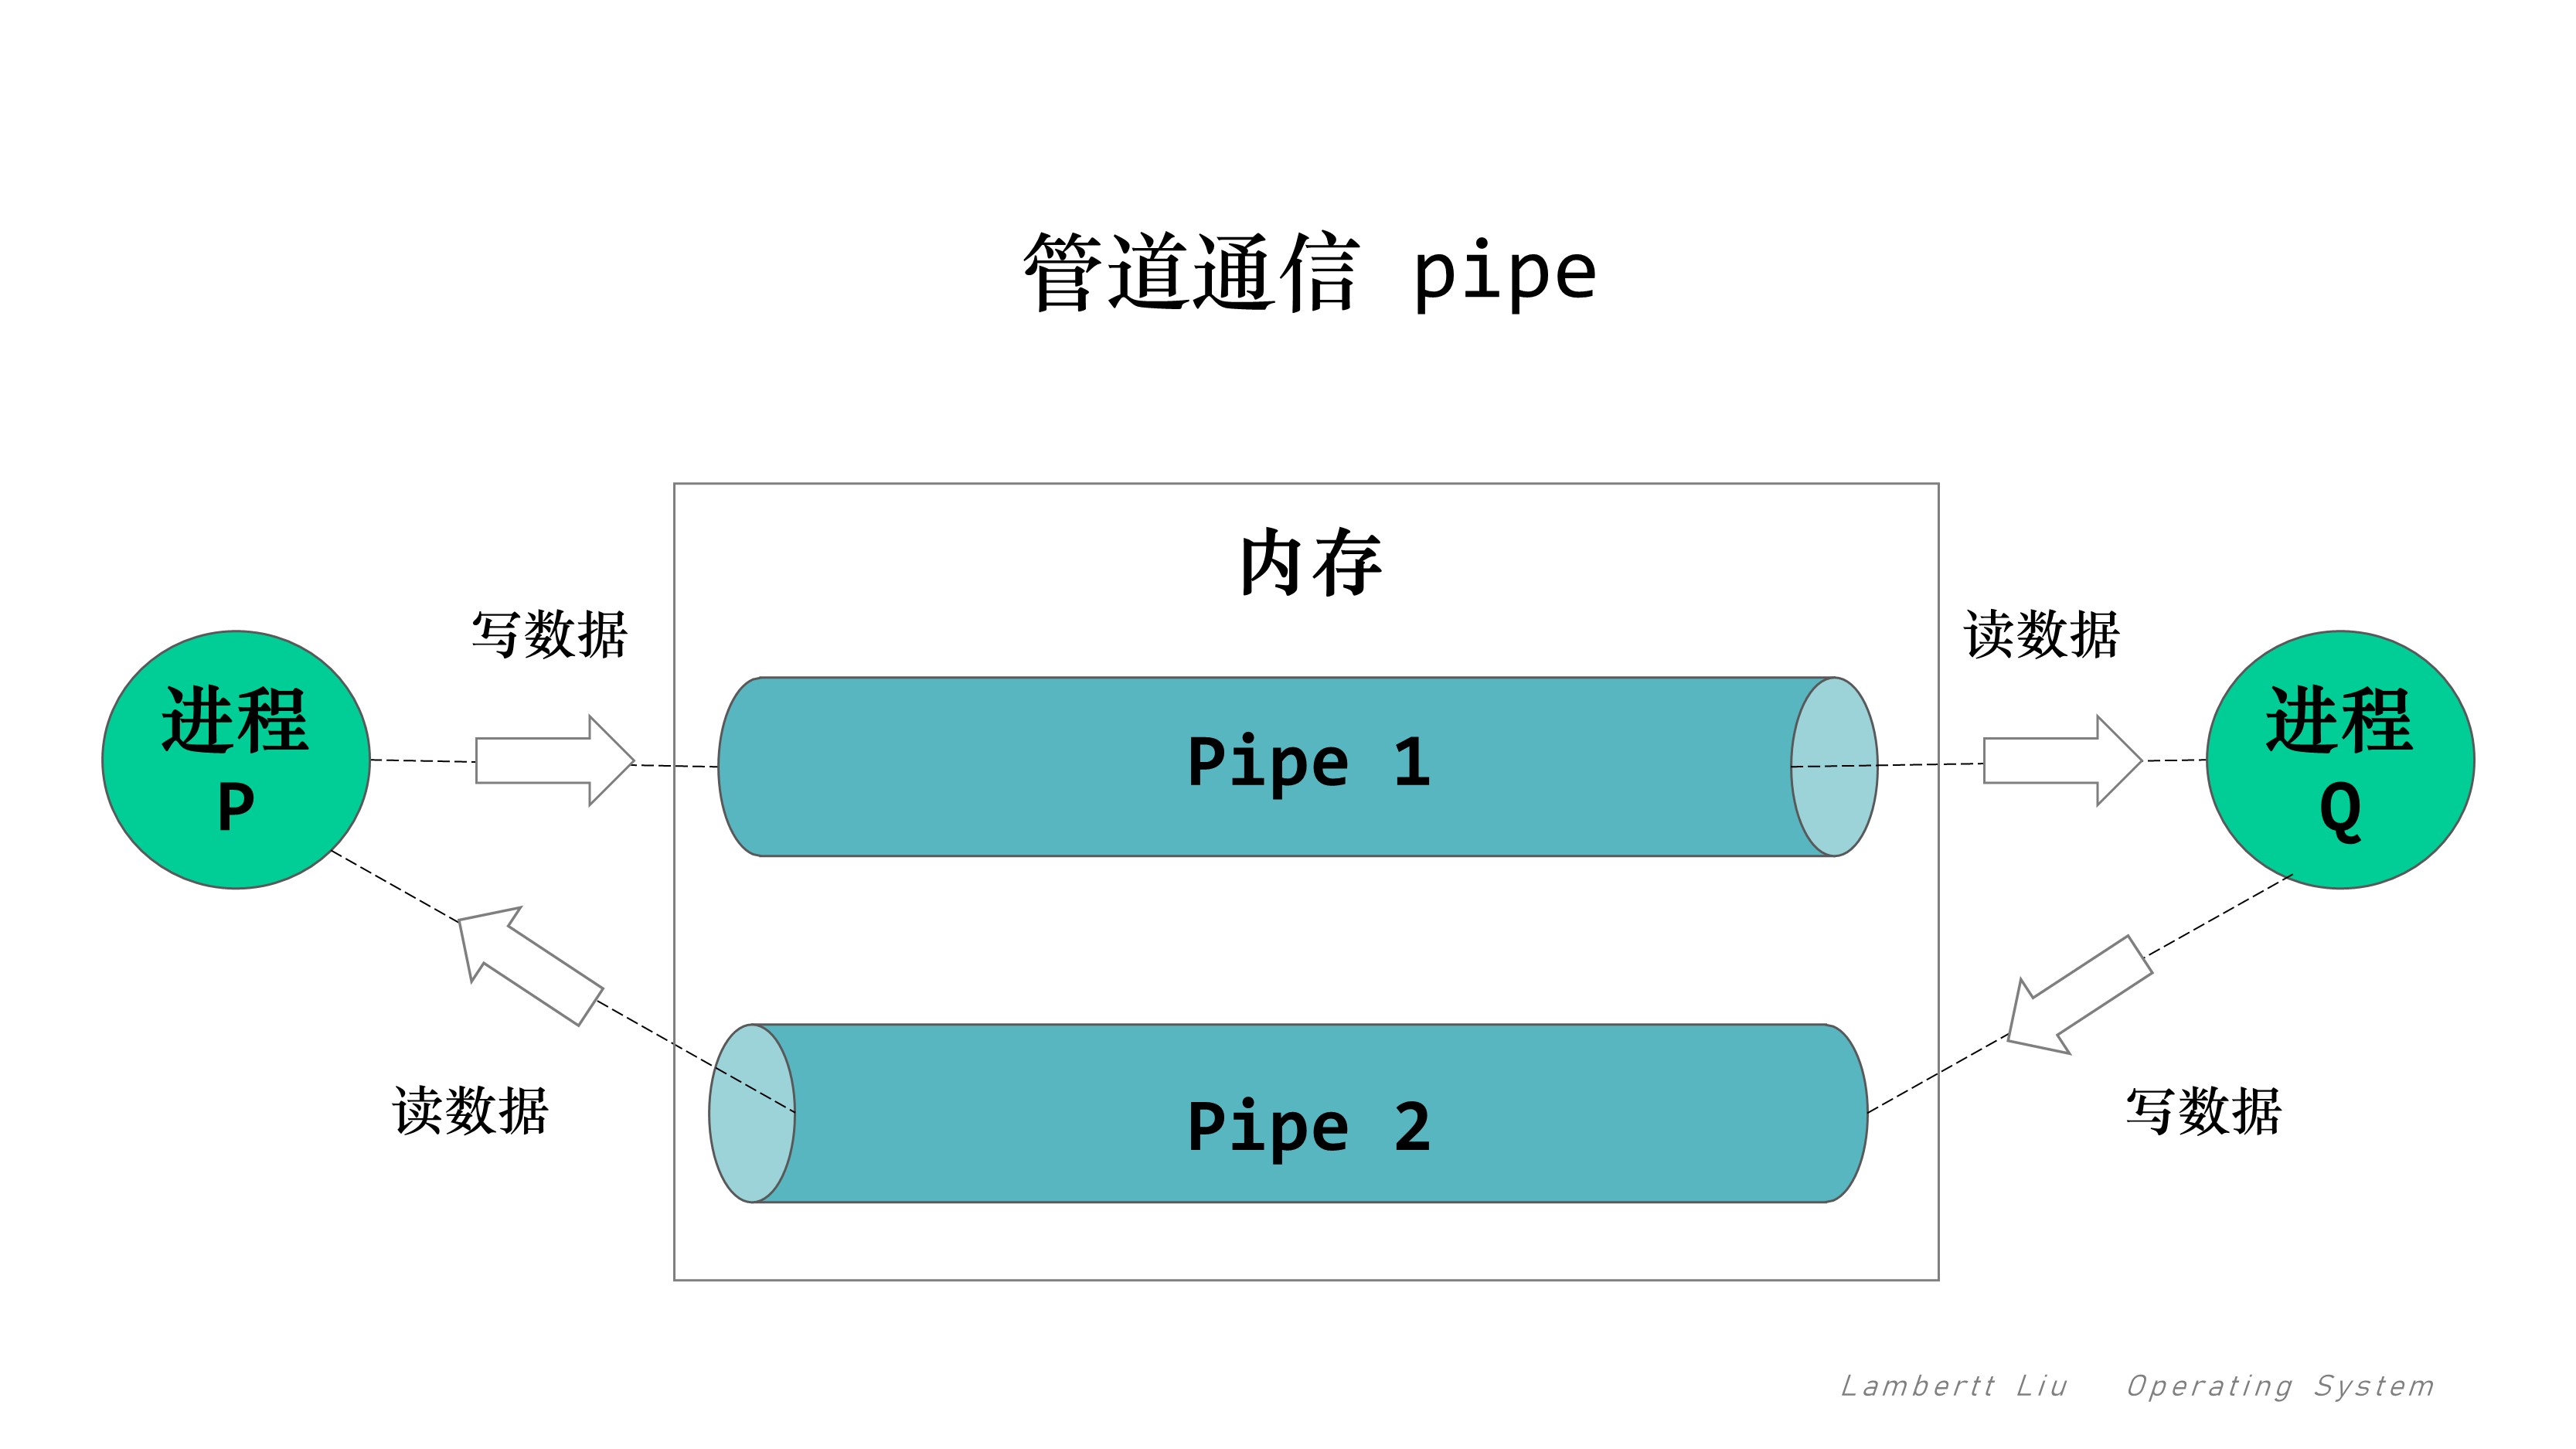 管道通信 pipe
内存
写数据
读数据
进程
P
Pipe 1
进程
Q
读数据
Pipe 2
写数据
Lambertt Liu   Operating System